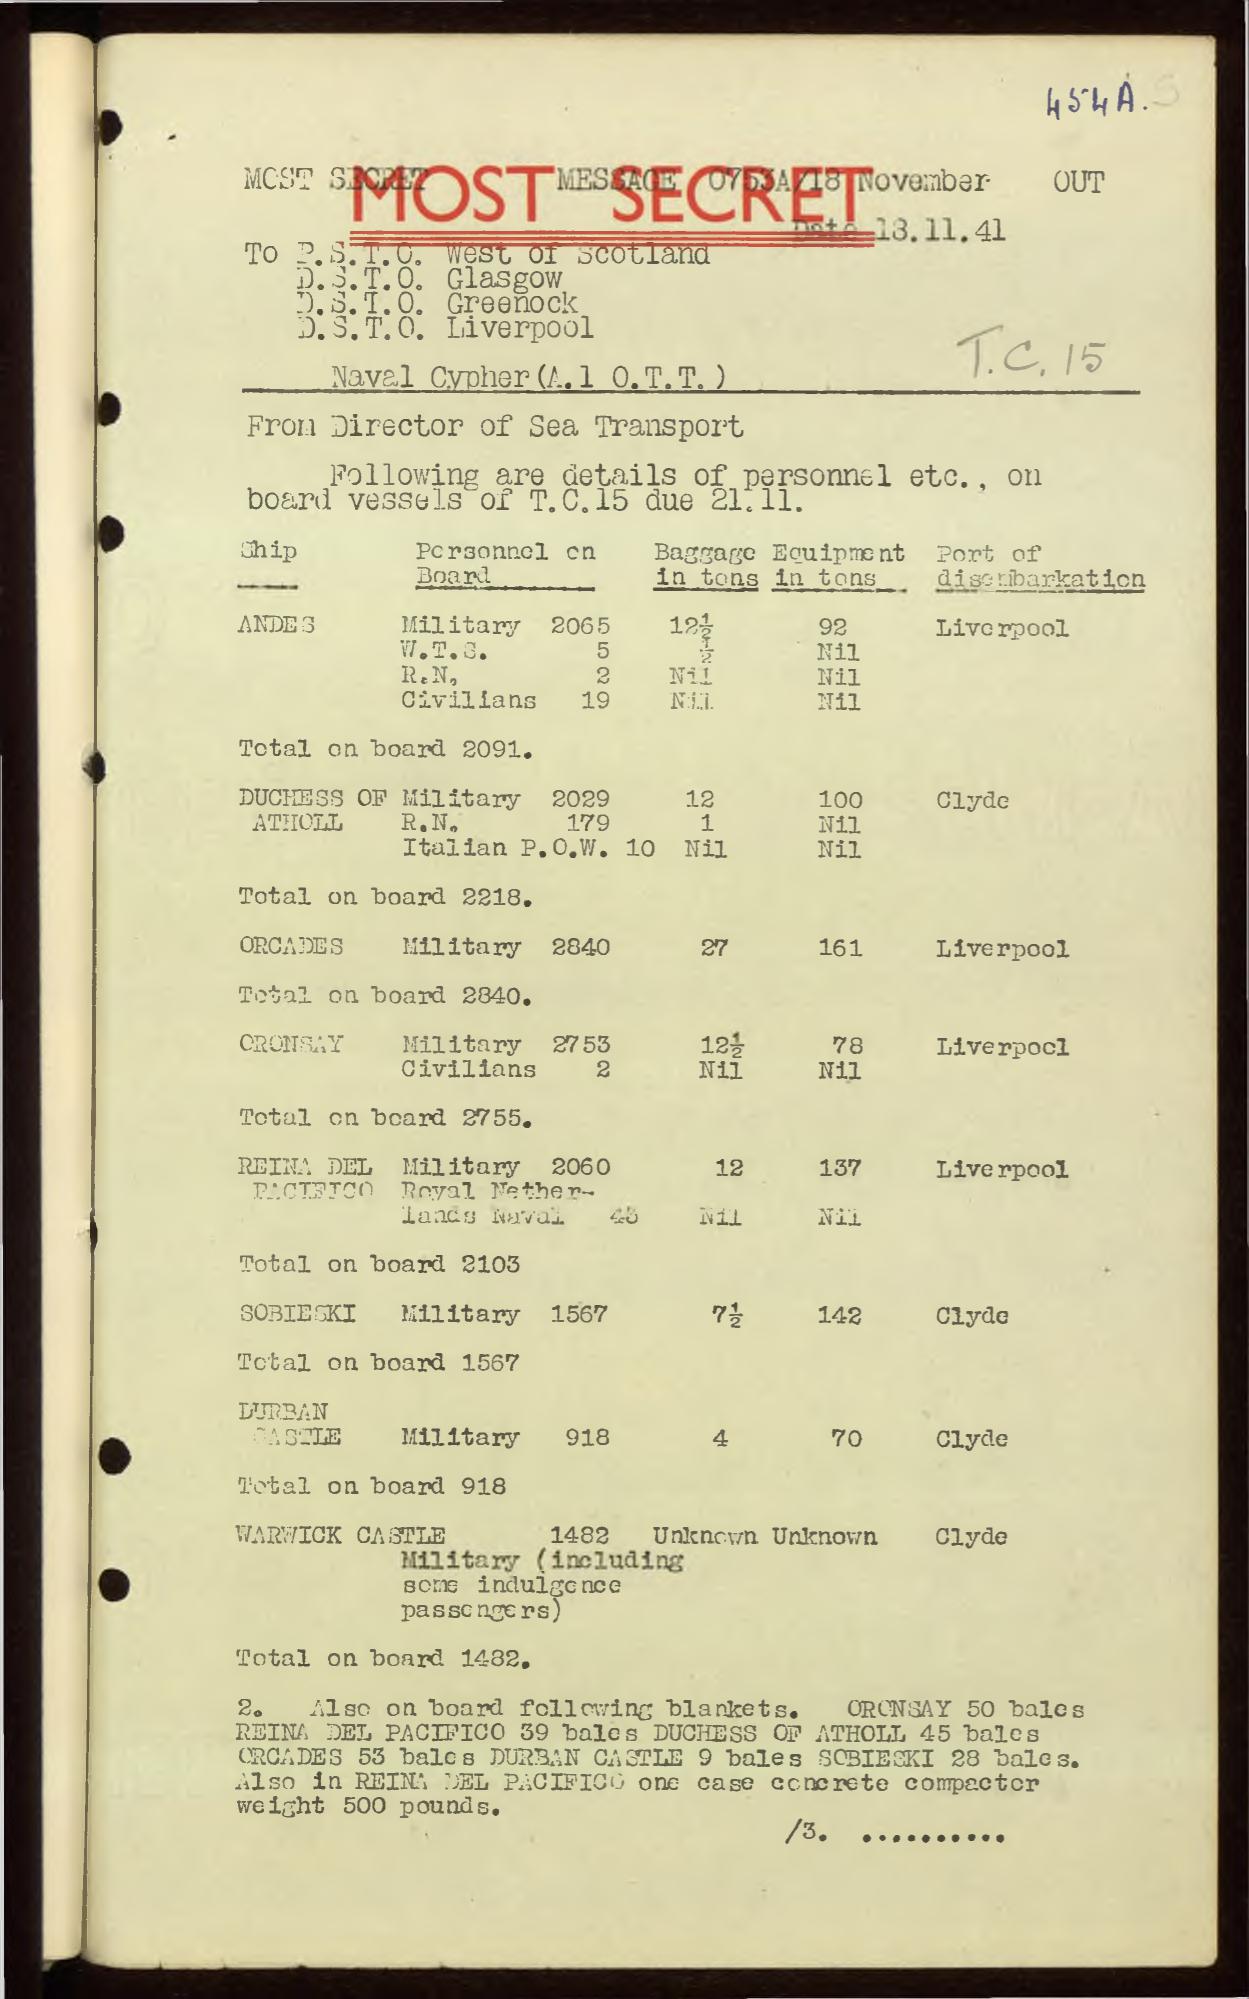 454A.
MOST SECRET MESSAGE 0753A/18 November OUT
MOST SECRET
Date 18.11.41
To P.S.T.O. West of Scotland
D.S.T.O. Glasgow
D.S.T.O. Greenock
D.S.T.O. Liverpool
T.C. 15
Naval Cypher(A.1 O.T.T.)
From Director of Sea Transport
Following are details of personnel etc., on
board vessels of T.C.15 due 21.11.
Ship Personnel on Baggage Equipment Port of
Board in tons in tons disembarkation
ANDES Military 2065 12½ 92 Liverpool
W.T.S. 5 ½ Nil
R.N. 2 Nil Nil
Civilians 19 Nil Nil
Total on board 2091.
DUCHESS OF Military 2029 12 100 Clyde
ATHOLL R.N. 179 1 Nil
Italian P.O.W. 10 Nil Nil
Total on board 2218.
ORCADES Military 2840 27 161 Liverpool
Total on board 2840.
ORONSAY Military 2753 12½ 78 Liverpool
Civilians 2 Nil Nil
Total on board 2755.
REINA DEL Military 2060 12 137 Liverpool
PACIFICO Royal Nether-
lands Naval 43 Nil Nil
Total on board 2103
SOBIESKI Military 1567 7½ 142 Clyde
Total on board 1567
DURBAN
CASTLE Military 918 4 70 Clyde
Total on board 918
WARWICK CASTLE 1482 Unknown Unknown Clyde
Military (including
some indulgence
passengers)
Total on board 1482.
2. Also on board following blankets. ORONSAY 50 bales
REINA DEL PACIFICO 39 bales DUCHESS OF ATHOLL 45 bales
ORCADES 53 bales DURBAN CASTLE 9 bales SOBIESKI 28 bales.
Also in REINA DEL PACIFICO one case concrete compactor
weight 500 pounds.
/3. ..........